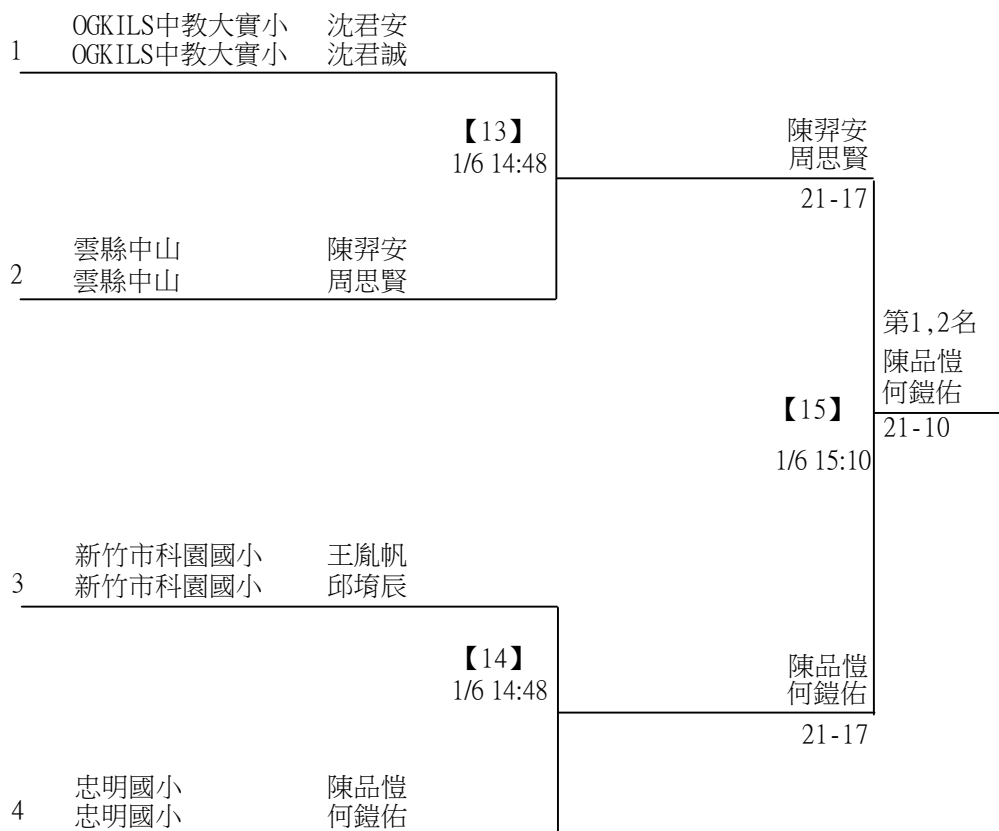 OGKILS中教大實小 沈君安
1 OGKILS中教大實小 沈君誠
【13】
1/6 14:48
陳羿安
周思賢
21-17
雲縣中山 陳羿安
2 雲縣中山 周思賢
第1,2名
陳品愷
何鎧佑
【15】
21-10
1/6 15:10
新竹市科園國小 王胤帆
3 新竹市科園國小 邱堉辰
【14】
1/6 14:48
陳品愷
何鎧佑
21-17
忠明國小 陳品愷
4 忠明國小 何鎧佑